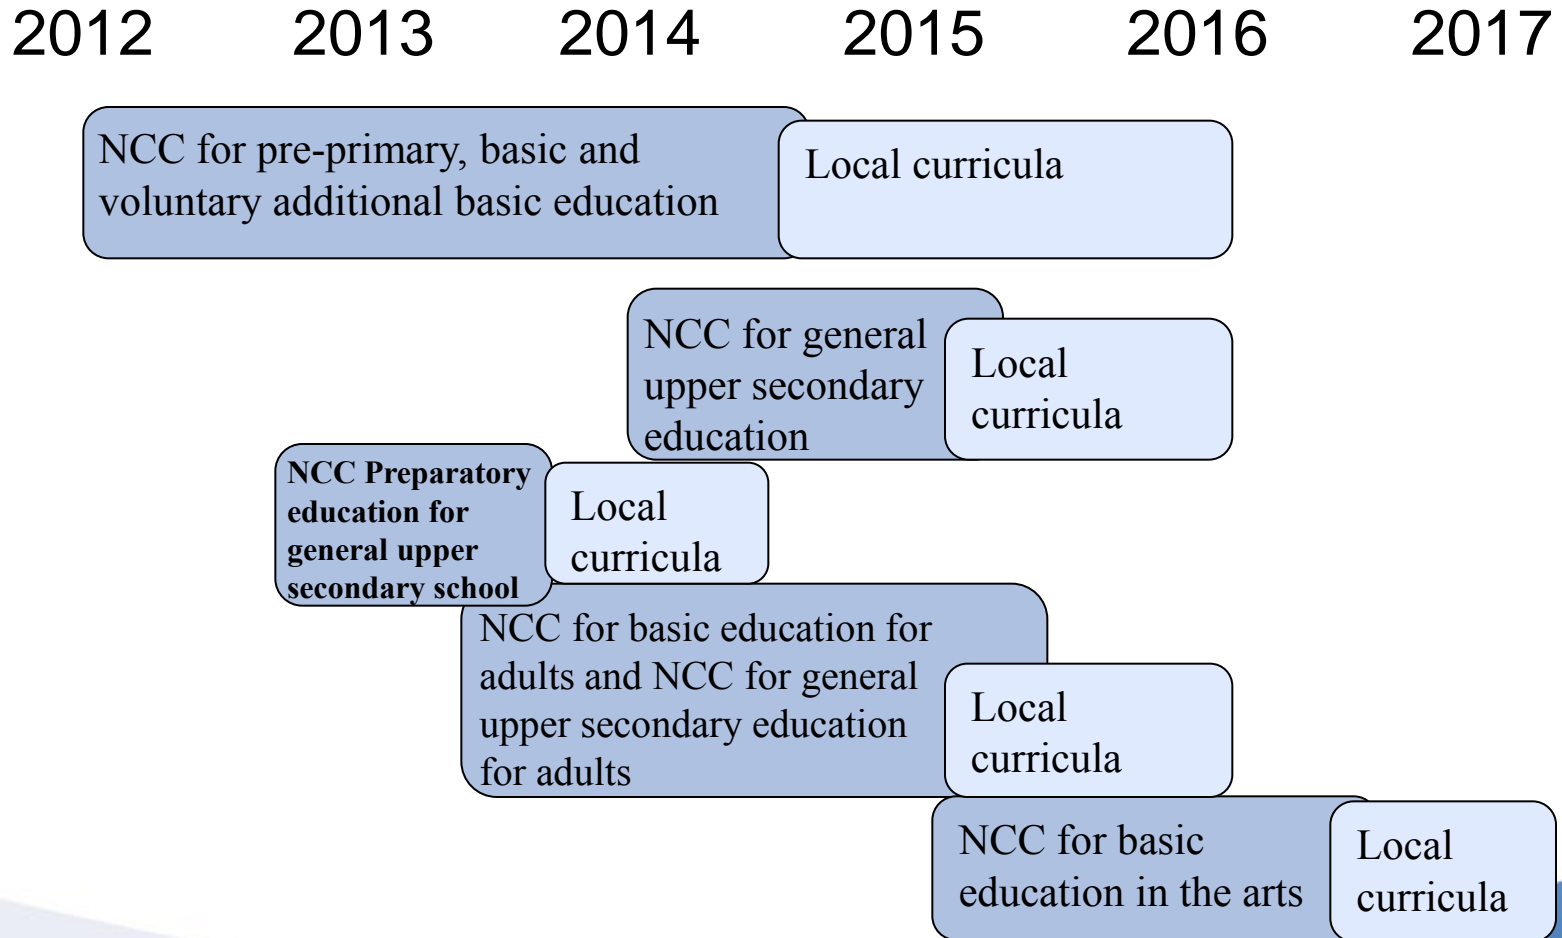 2012 2013 2014 2015 2016 2017
NCC for pre-primary, basic and
voluntary additional basic education
Local curricula
NCC for general
upper secondary
education
Local
curricula
NCC Preparatory
education for
general upper
secondary school
Local
curricula
NCC for basic education for
adults and NCC for general
upper secondary education
for adults
Local
curricula
NCC for basic
education in the arts
Local
curricula